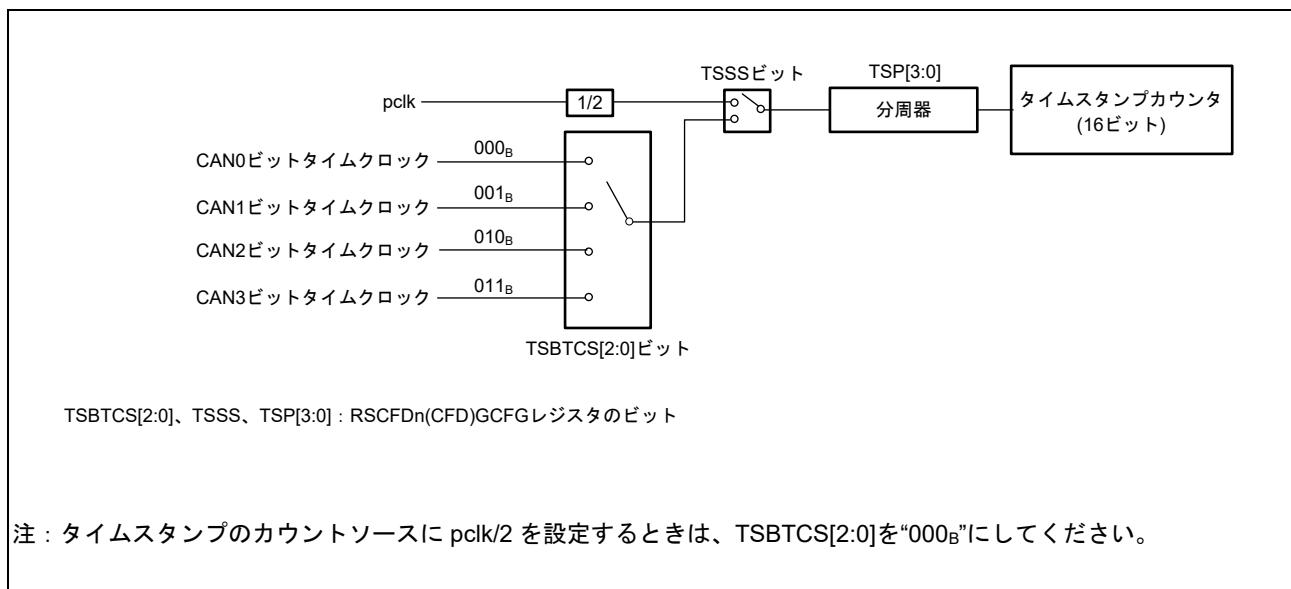 TSSSビット
TSP[3:0]
pclk
1/2
分周器
タイムスタンプカウンタ
(16ビット)
CAN0ビットタイムクロック
000B
CAN1ビットタイムクロック
001B
CAN2ビットタイムクロック
010B
CAN3ビットタイムクロック
011B
TSBTCS[2:0]ビット
TSBTCS[2:0]、TSSS、TSP[3:0]：RSCFDn(CFD)GCFGレジスタのビット
注：タイムスタンプのカウントソースに pclk/2 を設定するときは、TSBTCS[2:0]を“000B”にしてください。